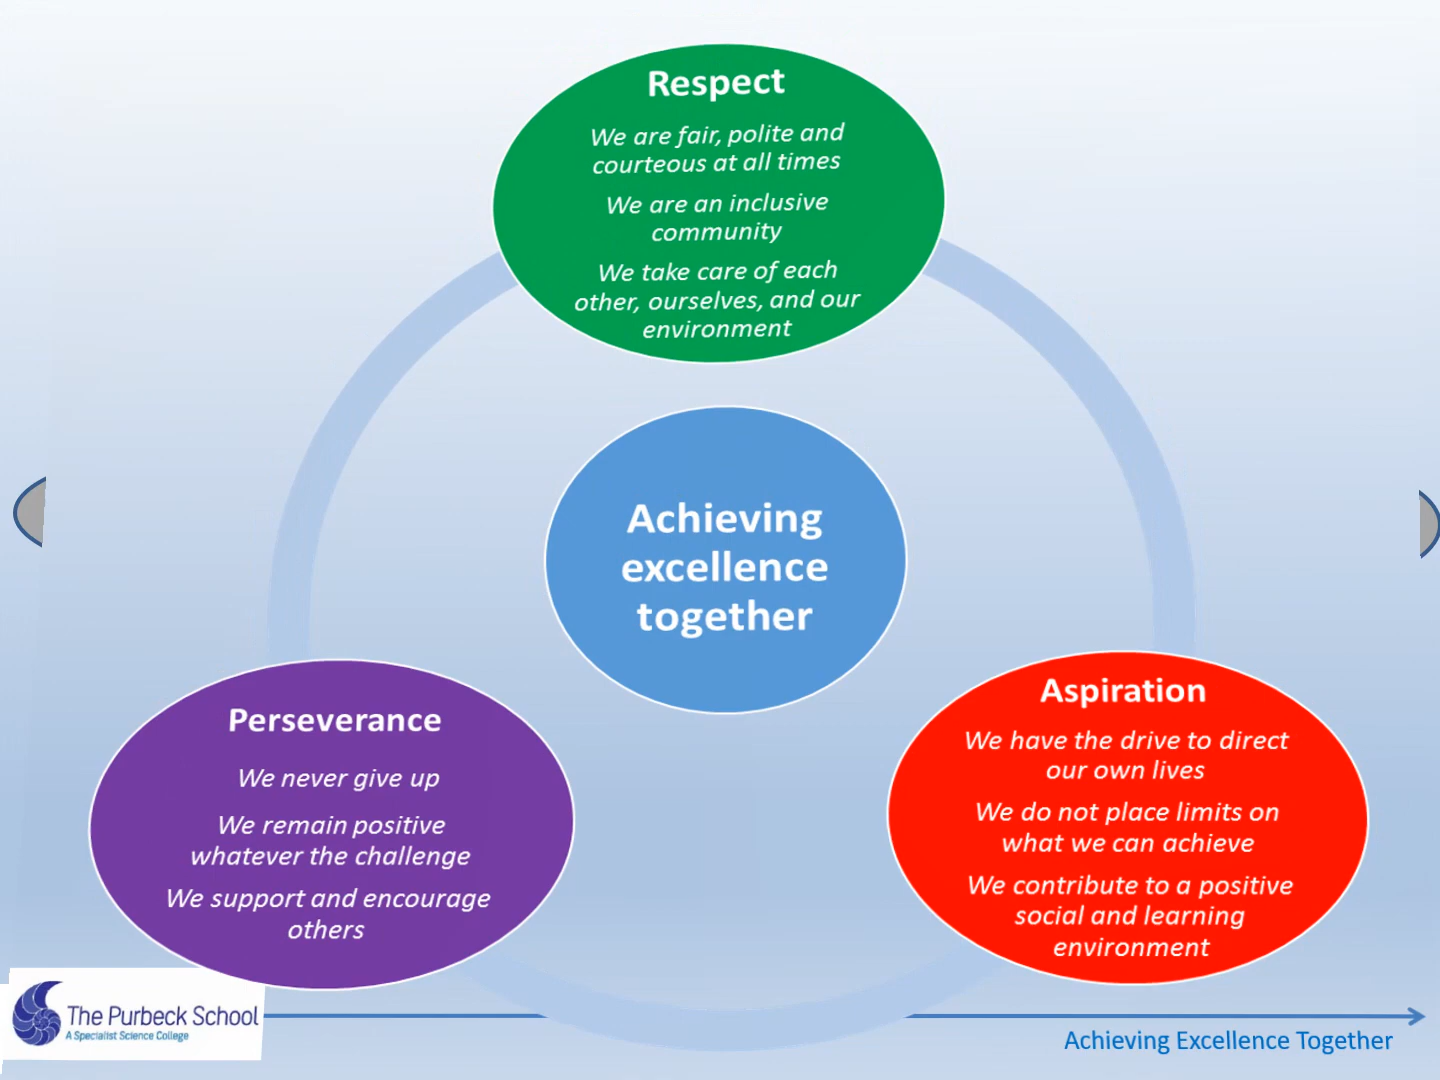 Respect
We are fair, polite and
courteous at all times
We are an inclusive
community
We take care of each
other, ourselves, and our
environment
Achieving
excellence
together
Perseverance
We never give up
We remain positive
whatever the challenge
We support and encourage
others
Aspiration
We have the drive to direct
our own lives
We do not place limits on
what we can achieve
We contribute to a positive
social and learning
environment
The Purbeck School
A Specialist Science College
Achieving Excellence Together